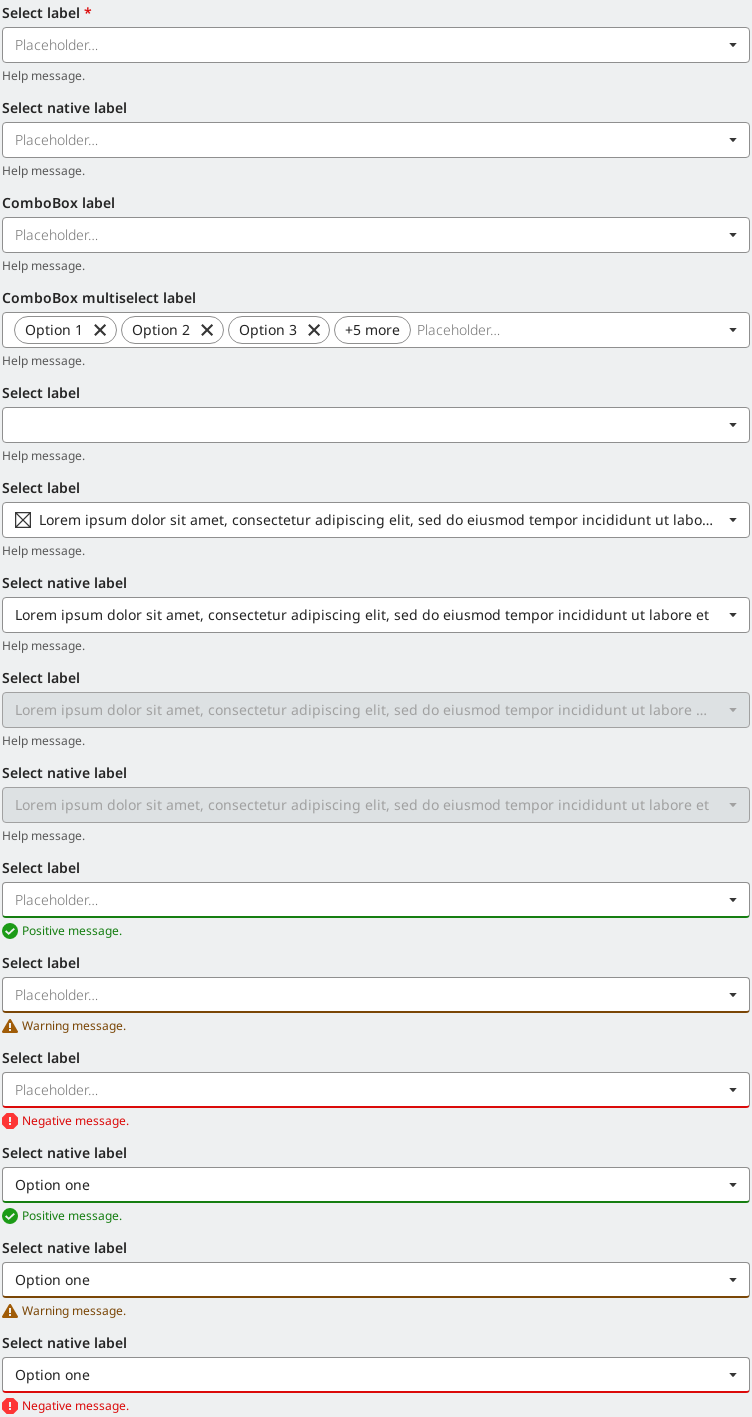 Select label *
Placeholder...
Help message.
Select native label
Placeholder...
Help message.
ComboBox label
Placeholder...
Help message.
ComboBox multiselect label
Option 1 Option 2 Option 3 +5 more Placeholder...
Help message.
Select label
Help message.
Select label
Lorem ipsum dolor sit amet, consectetur adipiscing elit, sed do eiusmod tempor incididunt ut labo...
Help message.
Select native label
Lorem ipsum dolor sit amet, consectetur adipiscing elit, sed do eiusmod tempor incididunt ut labore et
Help message.
Select label
Lorem ipsum dolor sit amet, consectetur adipiscing elit, sed do eiusmod tempor incididunt ut labore ...
Help message.
Select native label
Lorem ipsum dolor sit amet, consectetur adipiscing elit, sed do eiusmod tempor incididunt ut labore et
Help message.
Select label
Placeholder...
Positive message.
Select label
Placeholder...
Warning message.
Select label
Placeholder...
Negative message.
Select native label
Option one
Positive message.
Select native label
Option one
Warning message.
Select native label
Option one
Negative message.